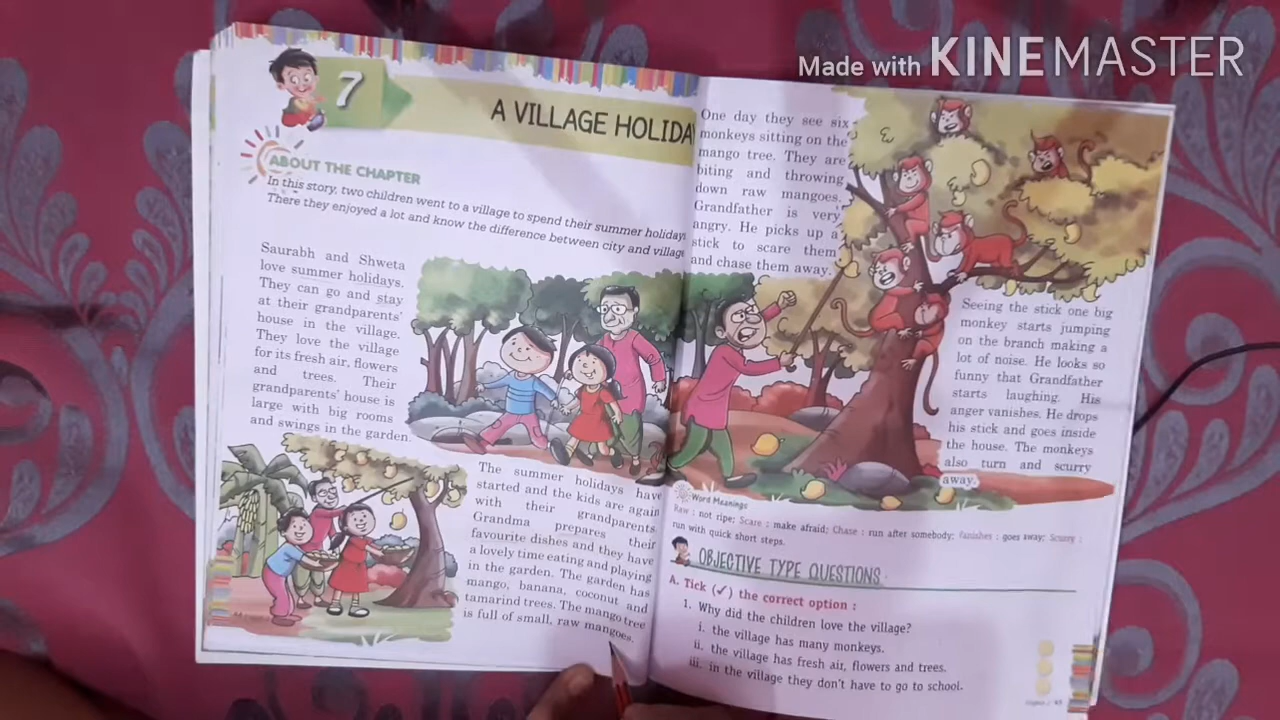 Made with KINEMASTER
7
A VILLAGE HOLIDAY
ABOUT THE CHAPTER
In this story, two children went to a village to spend their summer holidays
There they enjoyed a lot and know the difference between city and village
Saurabh and Shweta
love summer holidays.
They can go and stay
at their grandparents'
house in the village.
They love the village
for its fresh air, flowers
and trees. Their
grandparents' house is
large with big rooms
and swings in the garden.
The summer holidays have
started and the kids are again
with their grandparents.
Grandma prepares their
favourite dishes and they have
a lovely time eating and playing
in the garden. The garden has
mango, banana, coconut and
tamarind trees. The mango tree
is full of small, raw mangoes.
One day they see six
monkeys sitting on the
mango tree. They are
biting and throwing
down raw mangoes.
Grandfather is very
angry. He picks up a
stick to scare them
and chase them away.
Seeing the stick one big
monkey starts jumping
on the branch making a
lot of noise. He looks so
funny that Grandfather
starts laughing. His
anger vanishes. He drops
his stick and goes inside
the house. The monkeys
also turn and scurry
away.
Word Meanings
Raw : not ripe; Scare : make afraid; Chase : run after somebody; Vanishes : goes away; Scurry :
run with quick short steps.
OBJECTIVE TYPE QUESTIONS
A. Tick (✓) the correct option :
1. Why did the children love the village?
i. the village has many monkeys.
ii. the village has fresh air, flowers and trees.
iii. in the village they don't have to go to school.